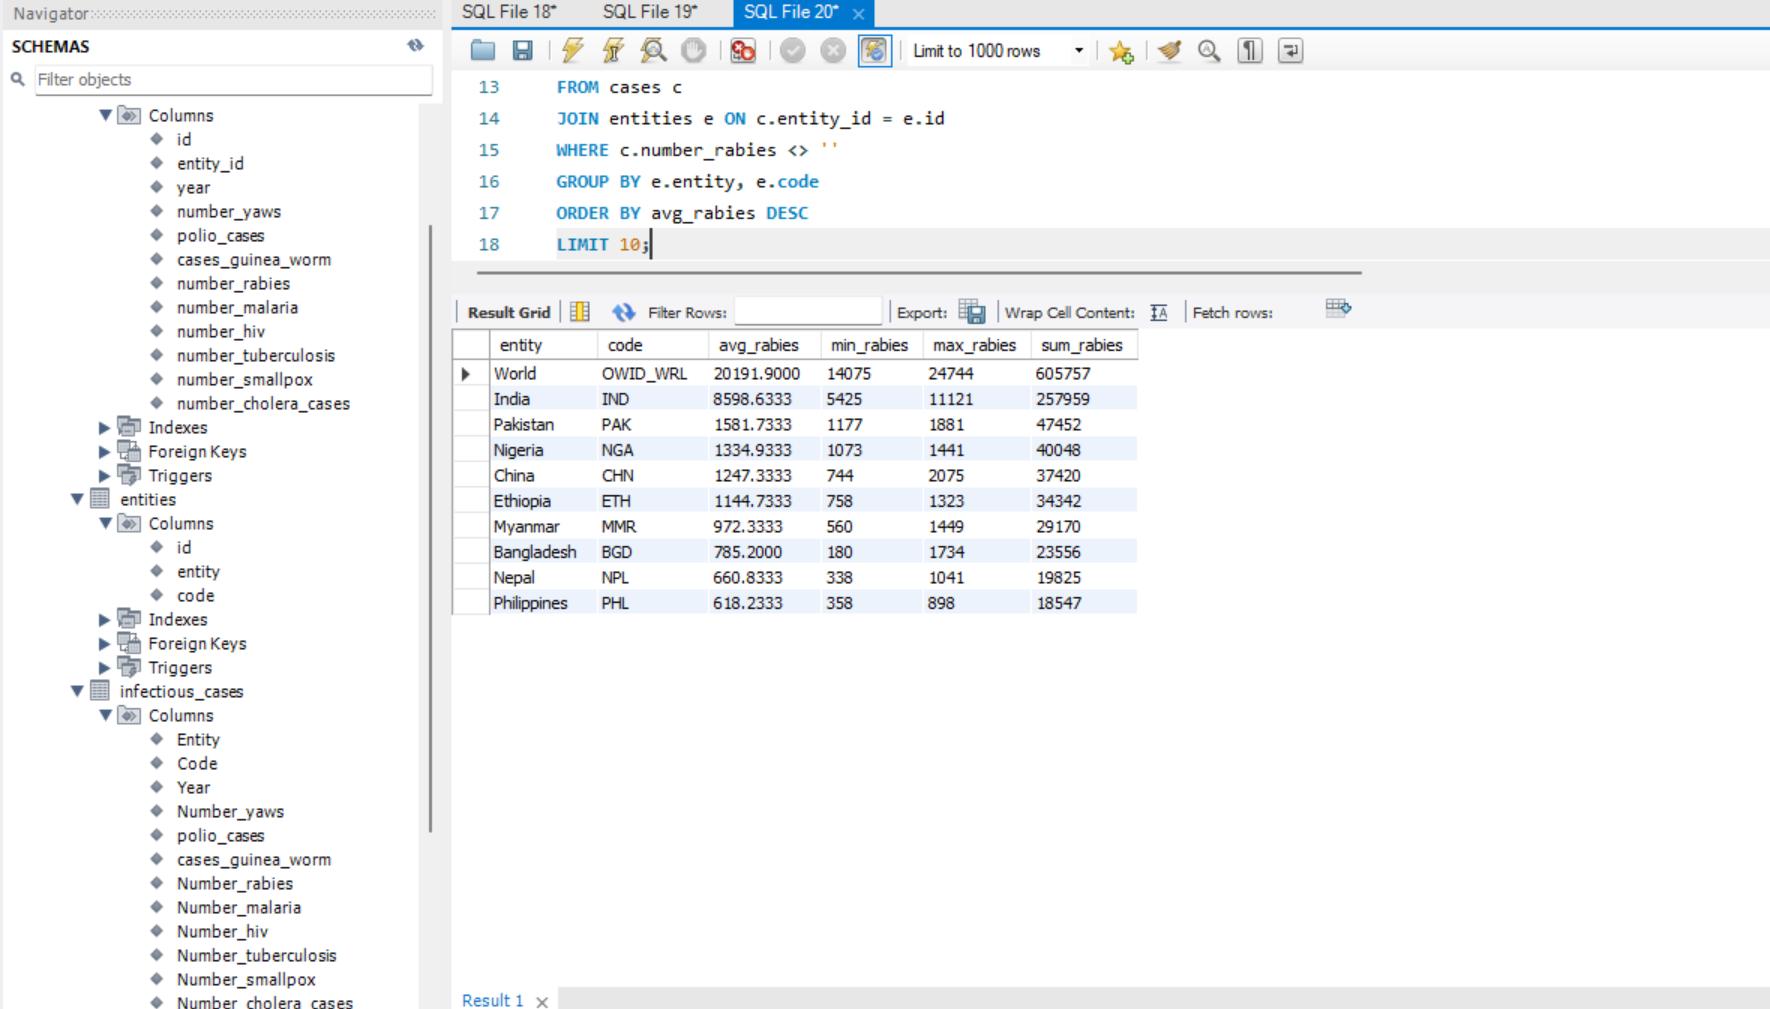 Navigator
SCHEMAS
Filter objects
Columns
id
entity_id
year
number_yaws
polio_cases
cases_guinea_worm
number_rabies
number_malaria
number_hiv
number_tuberculosis
number_smallpox
number_cholera_cases
Indexes
Foreign Keys
Triggers
entities
Columns
id
entity
code
Indexes
Foreign Keys
Triggers
infectious_cases
Columns
Entity
Code
Year
Number_yaws
polio_cases
cases_guinea_worm
Number_rabies
Number_malaria
Number_hiv
Number_tuberculosis
Number_smallpox
Number_cholera_cases
SQL File 18* SQL File 19* SQL File 20*
Limit to 1000 rows
13 FROM cases c
14 JOIN entities e ON c.entity_id = e.id
15 WHERE c.number_rabies <> ''
16 GROUP BY e.entity, e.code
17 ORDER BY avg_rabies DESC
18 LIMIT 10;
Result Grid Filter Rows: Export: Wrap Cell Content: Fetch rows:
entity code avg_rabies min_rabies max_rabies sum_rabies
World OWID_WRL 20191.9000 14075 24744 605757
India IND 8598.6333 5425 11121 257959
Pakistan PAK 1581.7333 1177 1881 47452
Nigeria NGA 1334.9333 1073 1441 40048
China CHN 1247.3333 744 2075 37420
Ethiopia ETH 1144.7333 758 1323 34342
Myanmar MMR 972.3333 560 1449 29170
Bangladesh BGD 785.2000 180 1734 23556
Nepal NPL 660.8333 338 1041 19825
Philippines PHL 618.2333 358 898 18547
Result 1